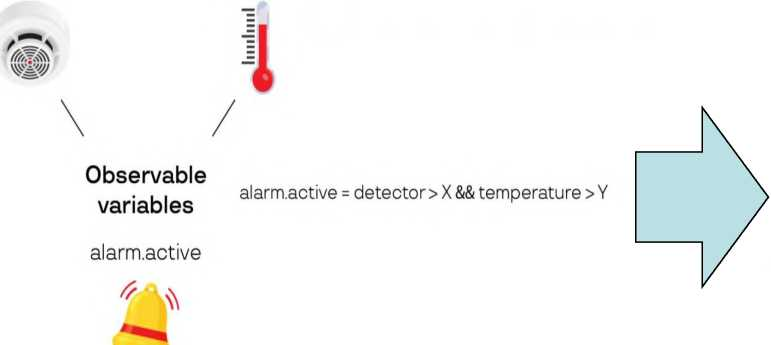 Observable
variables
alarm.active = detector > X && temperature > Y
alarm.active